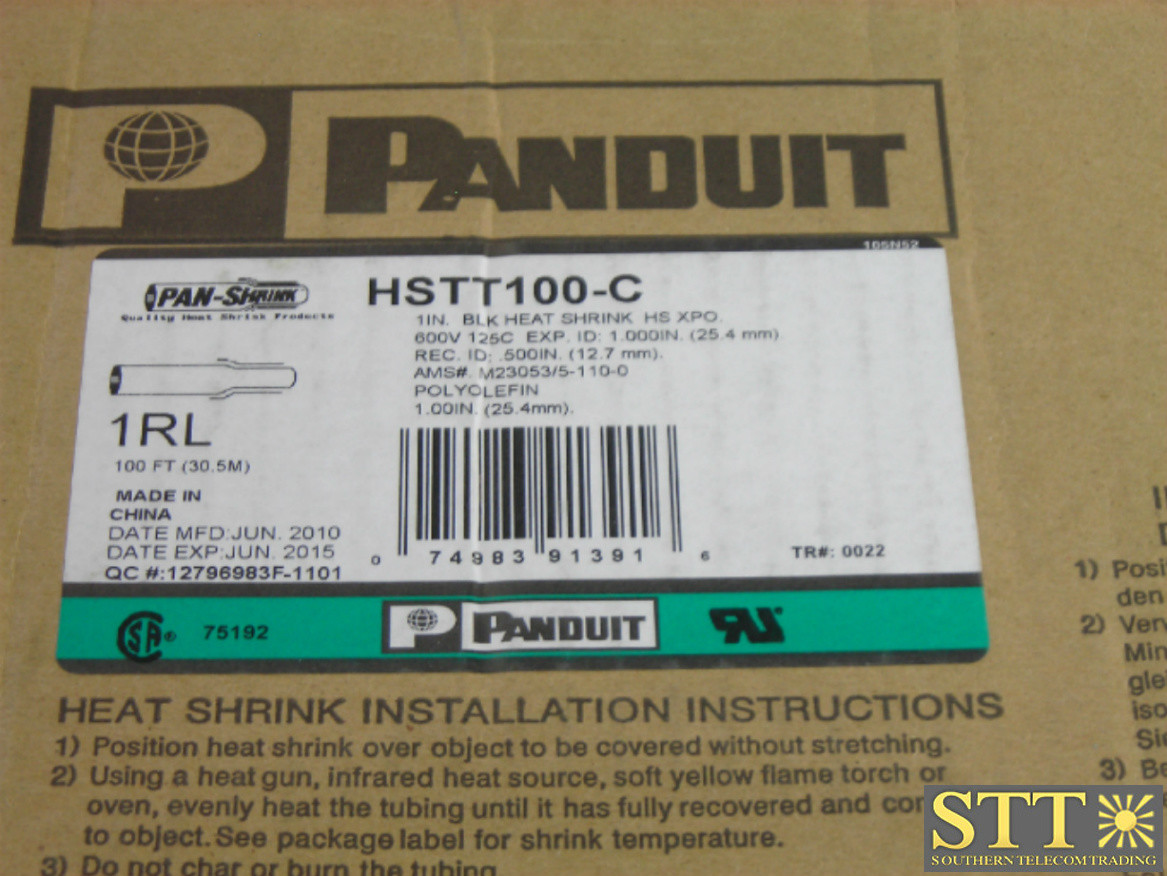 PANDUIT
105N52
PAN-SHRINK
Quality Heat Shrink Products
HSTT100-C
1IN. BLK HEAT SHRINK HS XPO.
600V 125C EXP. ID: 1.000IN. (25.4 mm)
REC. ID: .500IN. (12.7 mm).
AMS#. M23053/5-110-0
POLYOLEFIN
1.00IN. (25.4mm).
1RL
100 FT (30.5M)
MADE IN
CHINA
DATE MFD:JUN. 2010
DATE EXP:JUN. 2015
QC #:12796983F-1101
0 74983 91391 6
TR#: 0022
75192
PANDUIT
HEAT SHRINK INSTALLATION INSTRUCTIONS
1) Position heat shrink over object to be covered without stretching.
2) Using a heat gun, infrared heat source, soft yellow flame torch or
oven, evenly heat the tubing until it has fully recovered and
to object. See package label for shrink temperature.
3) Do not char or burn the tubing.
1) Posi
den
2) Very
Min
gle
iso
Sie
3) Be
STT
SOUTHERN TELECOM TRADING